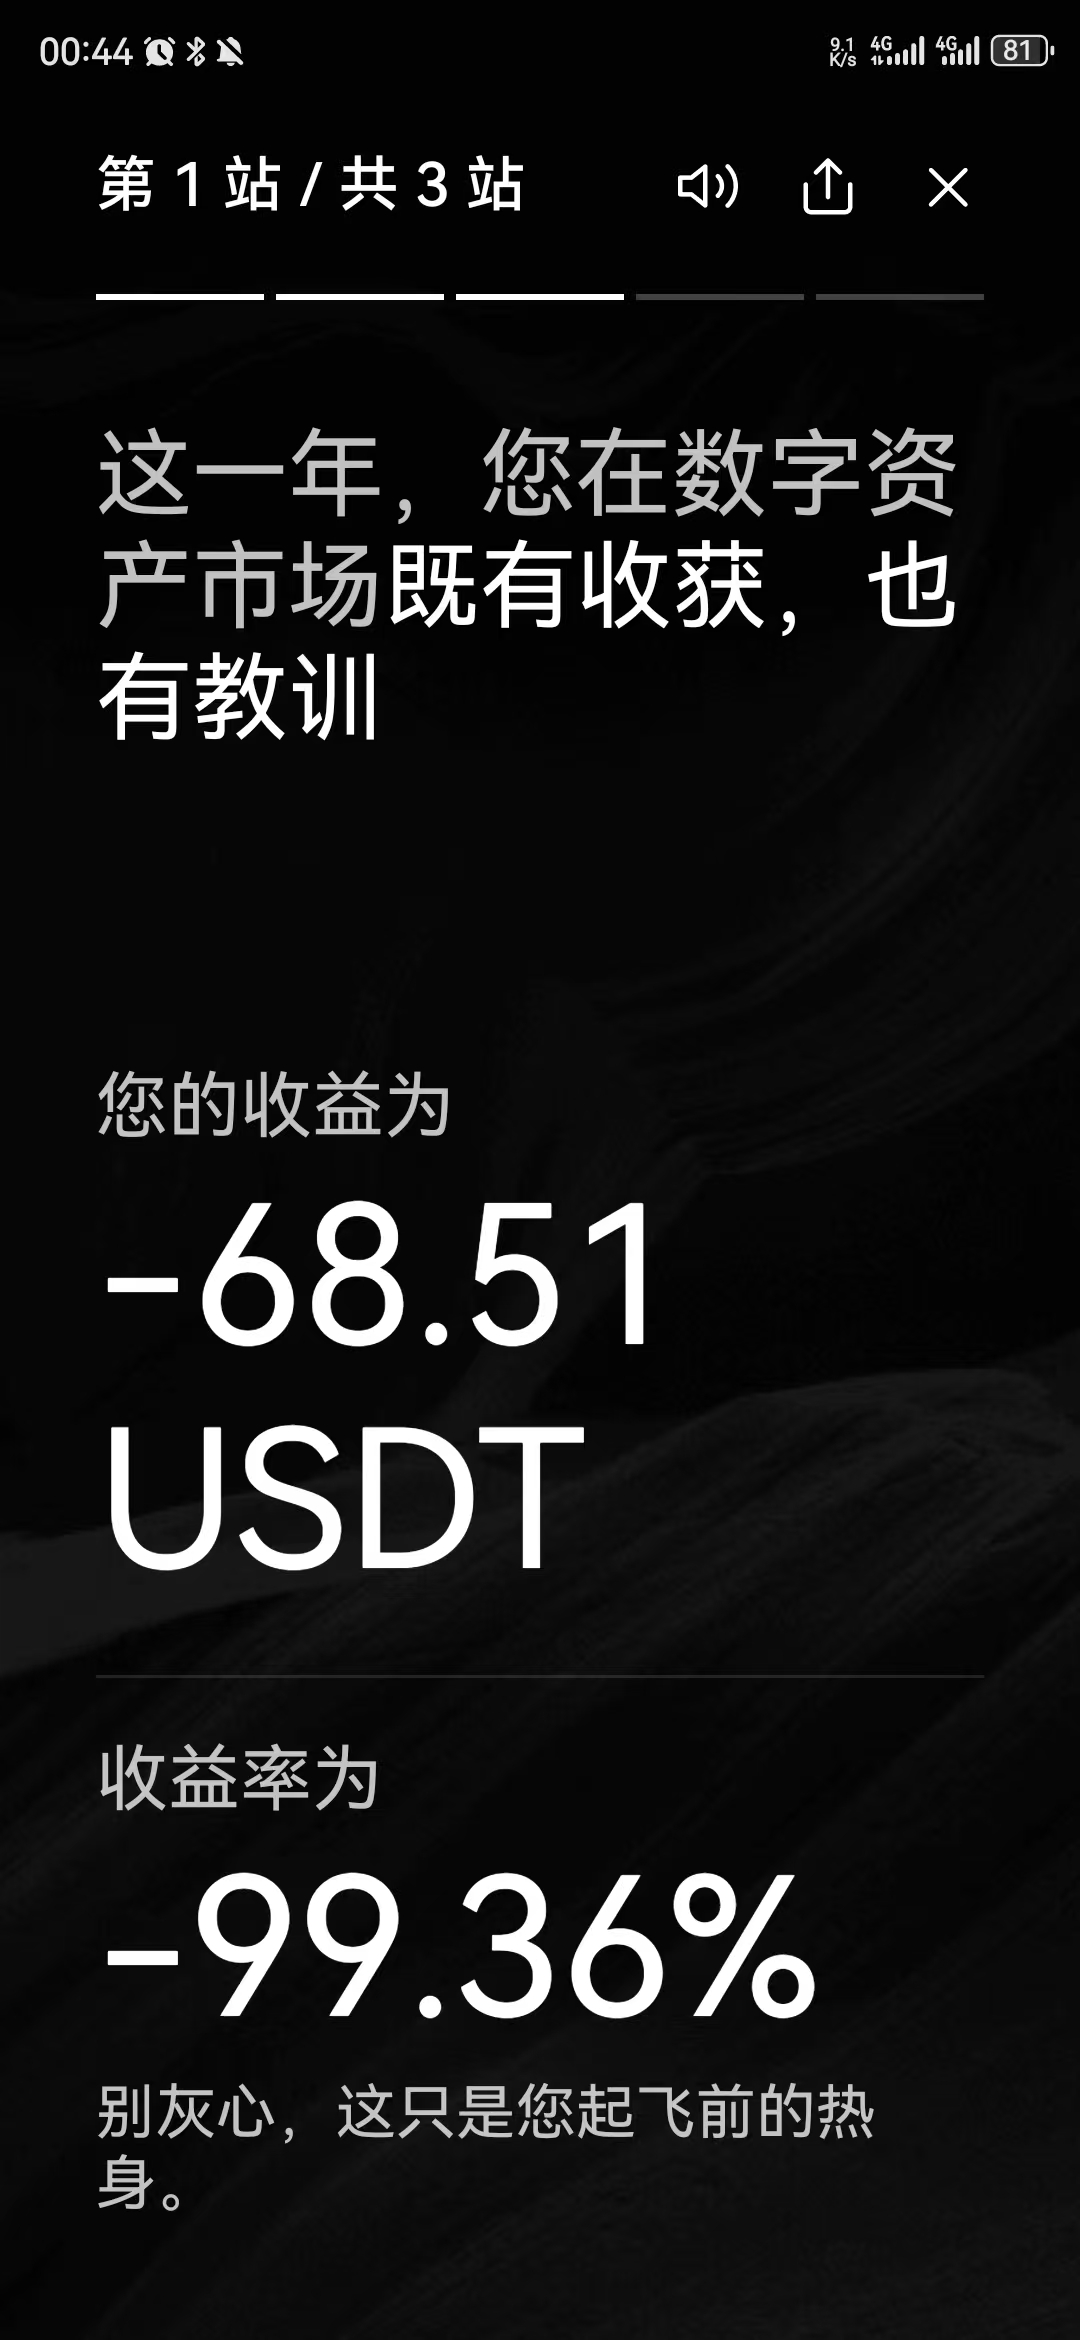 00:44
9.1 K/s 4G 4G 81
第 1 站 / 共 3 站
这一年，您在数字资
产市场既有收获，也
有教训
您的收益为
-68.51
USDT
收益率为
-99.36%
别灰心，这只是您起飞前的热
身。